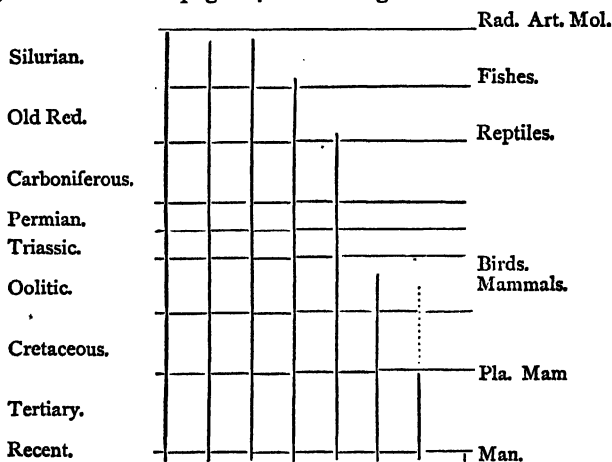 Rad. Art. Mol.
Silurian.
Fishes.
Old Red.
Reptiles.
Carboniferous.
Permian.
Triassic.
Birds.
Oolitic.
Mammals.
Cretaceous.
Pla. Mam
Tertiary.
Recent.
Man.